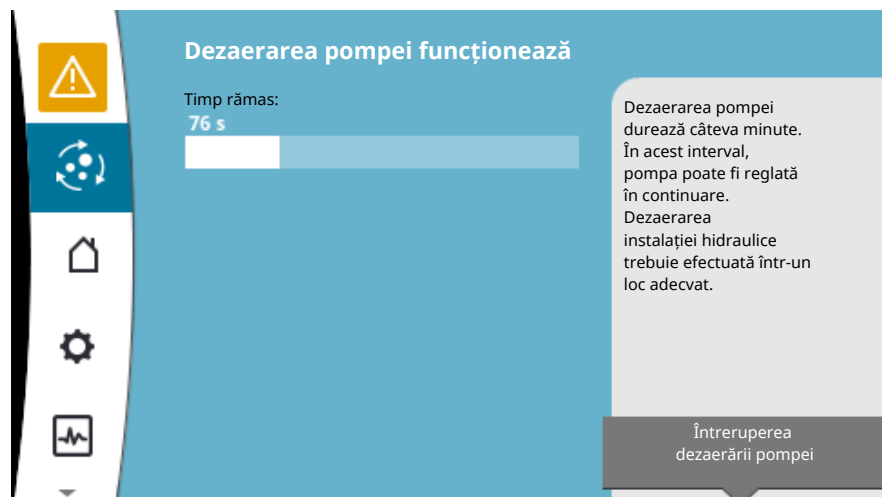 Dezaerarea pompei funcționează
Timp rămas:
76 s
Dezaerarea pompei
durează câteva minute.
În acest interval,
pompa poate fi reglată
în continuare.
Dezaerarea
instalației hidraulice
trebuie efectuată într-un
loc adecvat.
Întreruperea
dezaerării pompei